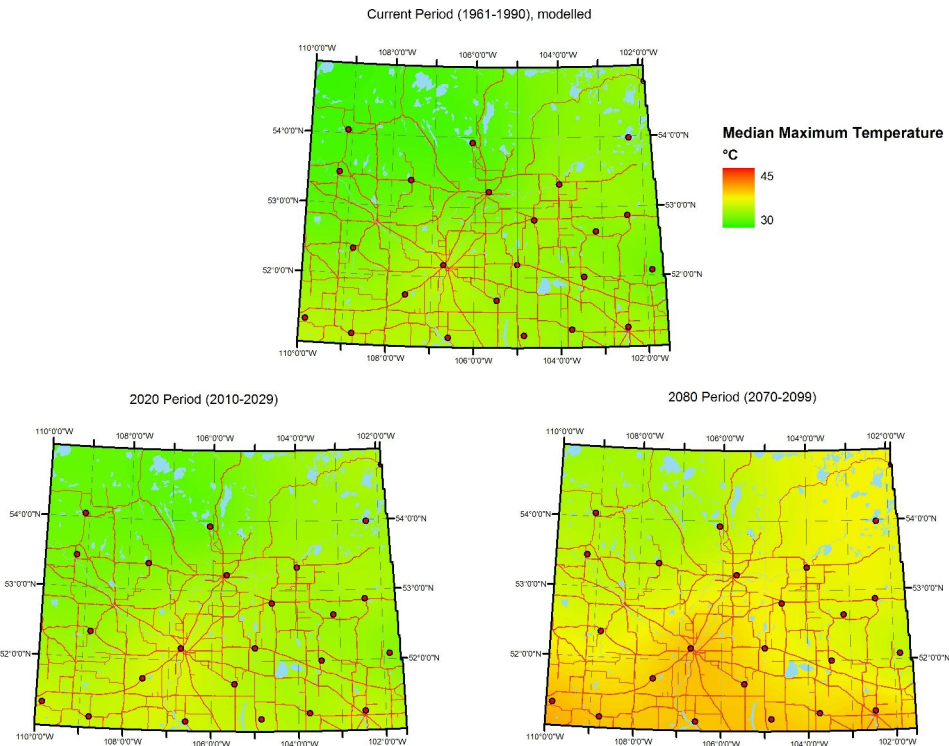 Current Period (1961-1990), modelled
110°0'0"W 108°0'0"W 106°0'0"W 104°0'0"W 102°0'0"W
54°0'0"N 54°0'0"N
53°0'0"N 53°0'0"N
52°0'0"N 52°0'0"N
110°0'0"W 108°0'0"W 106°0'0"W 104°0'0"W 102°0'0"W
Median Maximum Temperature
°C
45
30
2020 Period (2010-2029)
110°0'0"W 108°0'0"W 106°0'0"W 104°0'0"W 102°0'0"W
54°0'0"N 54°0'0"N
53°0'0"N 53°0'0"N
52°0'0"N 52°0'0"N
110°0'0"W 108°0'0"W 106°0'0"W 104°0'0"W 102°0'0"W
2080 Period (2070-2099)
110°0'0"W 108°0'0"W 106°0'0"W 104°0'0"W 102°0'0"W
54°0'0"N 54°0'0"N
53°0'0"N 53°0'0"N
52°0'0"N 52°0'0"N
110°0'0"W 108°0'0"W 106°0'0"W 104°0'0"W 102°0'0"W